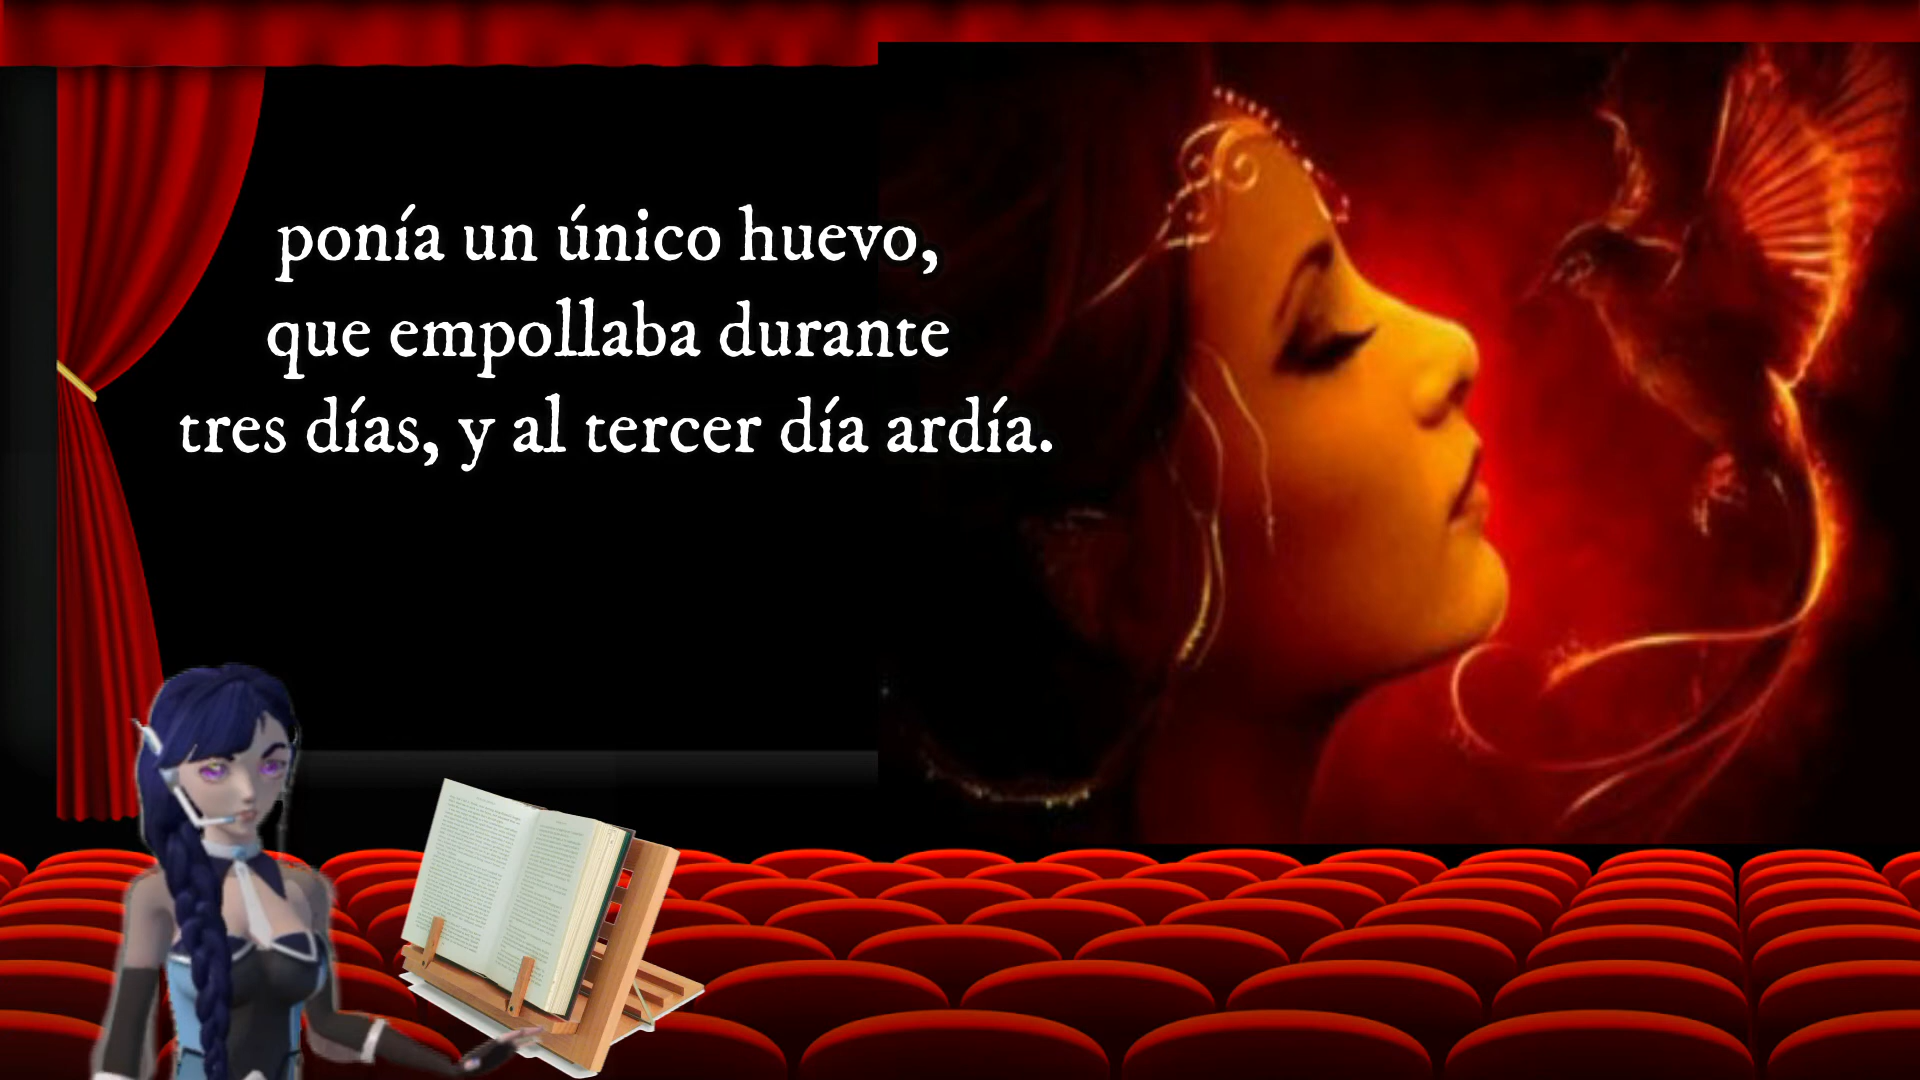 ponía un único huevo,
que empollaba durante
tres días, y al tercer día ardía.